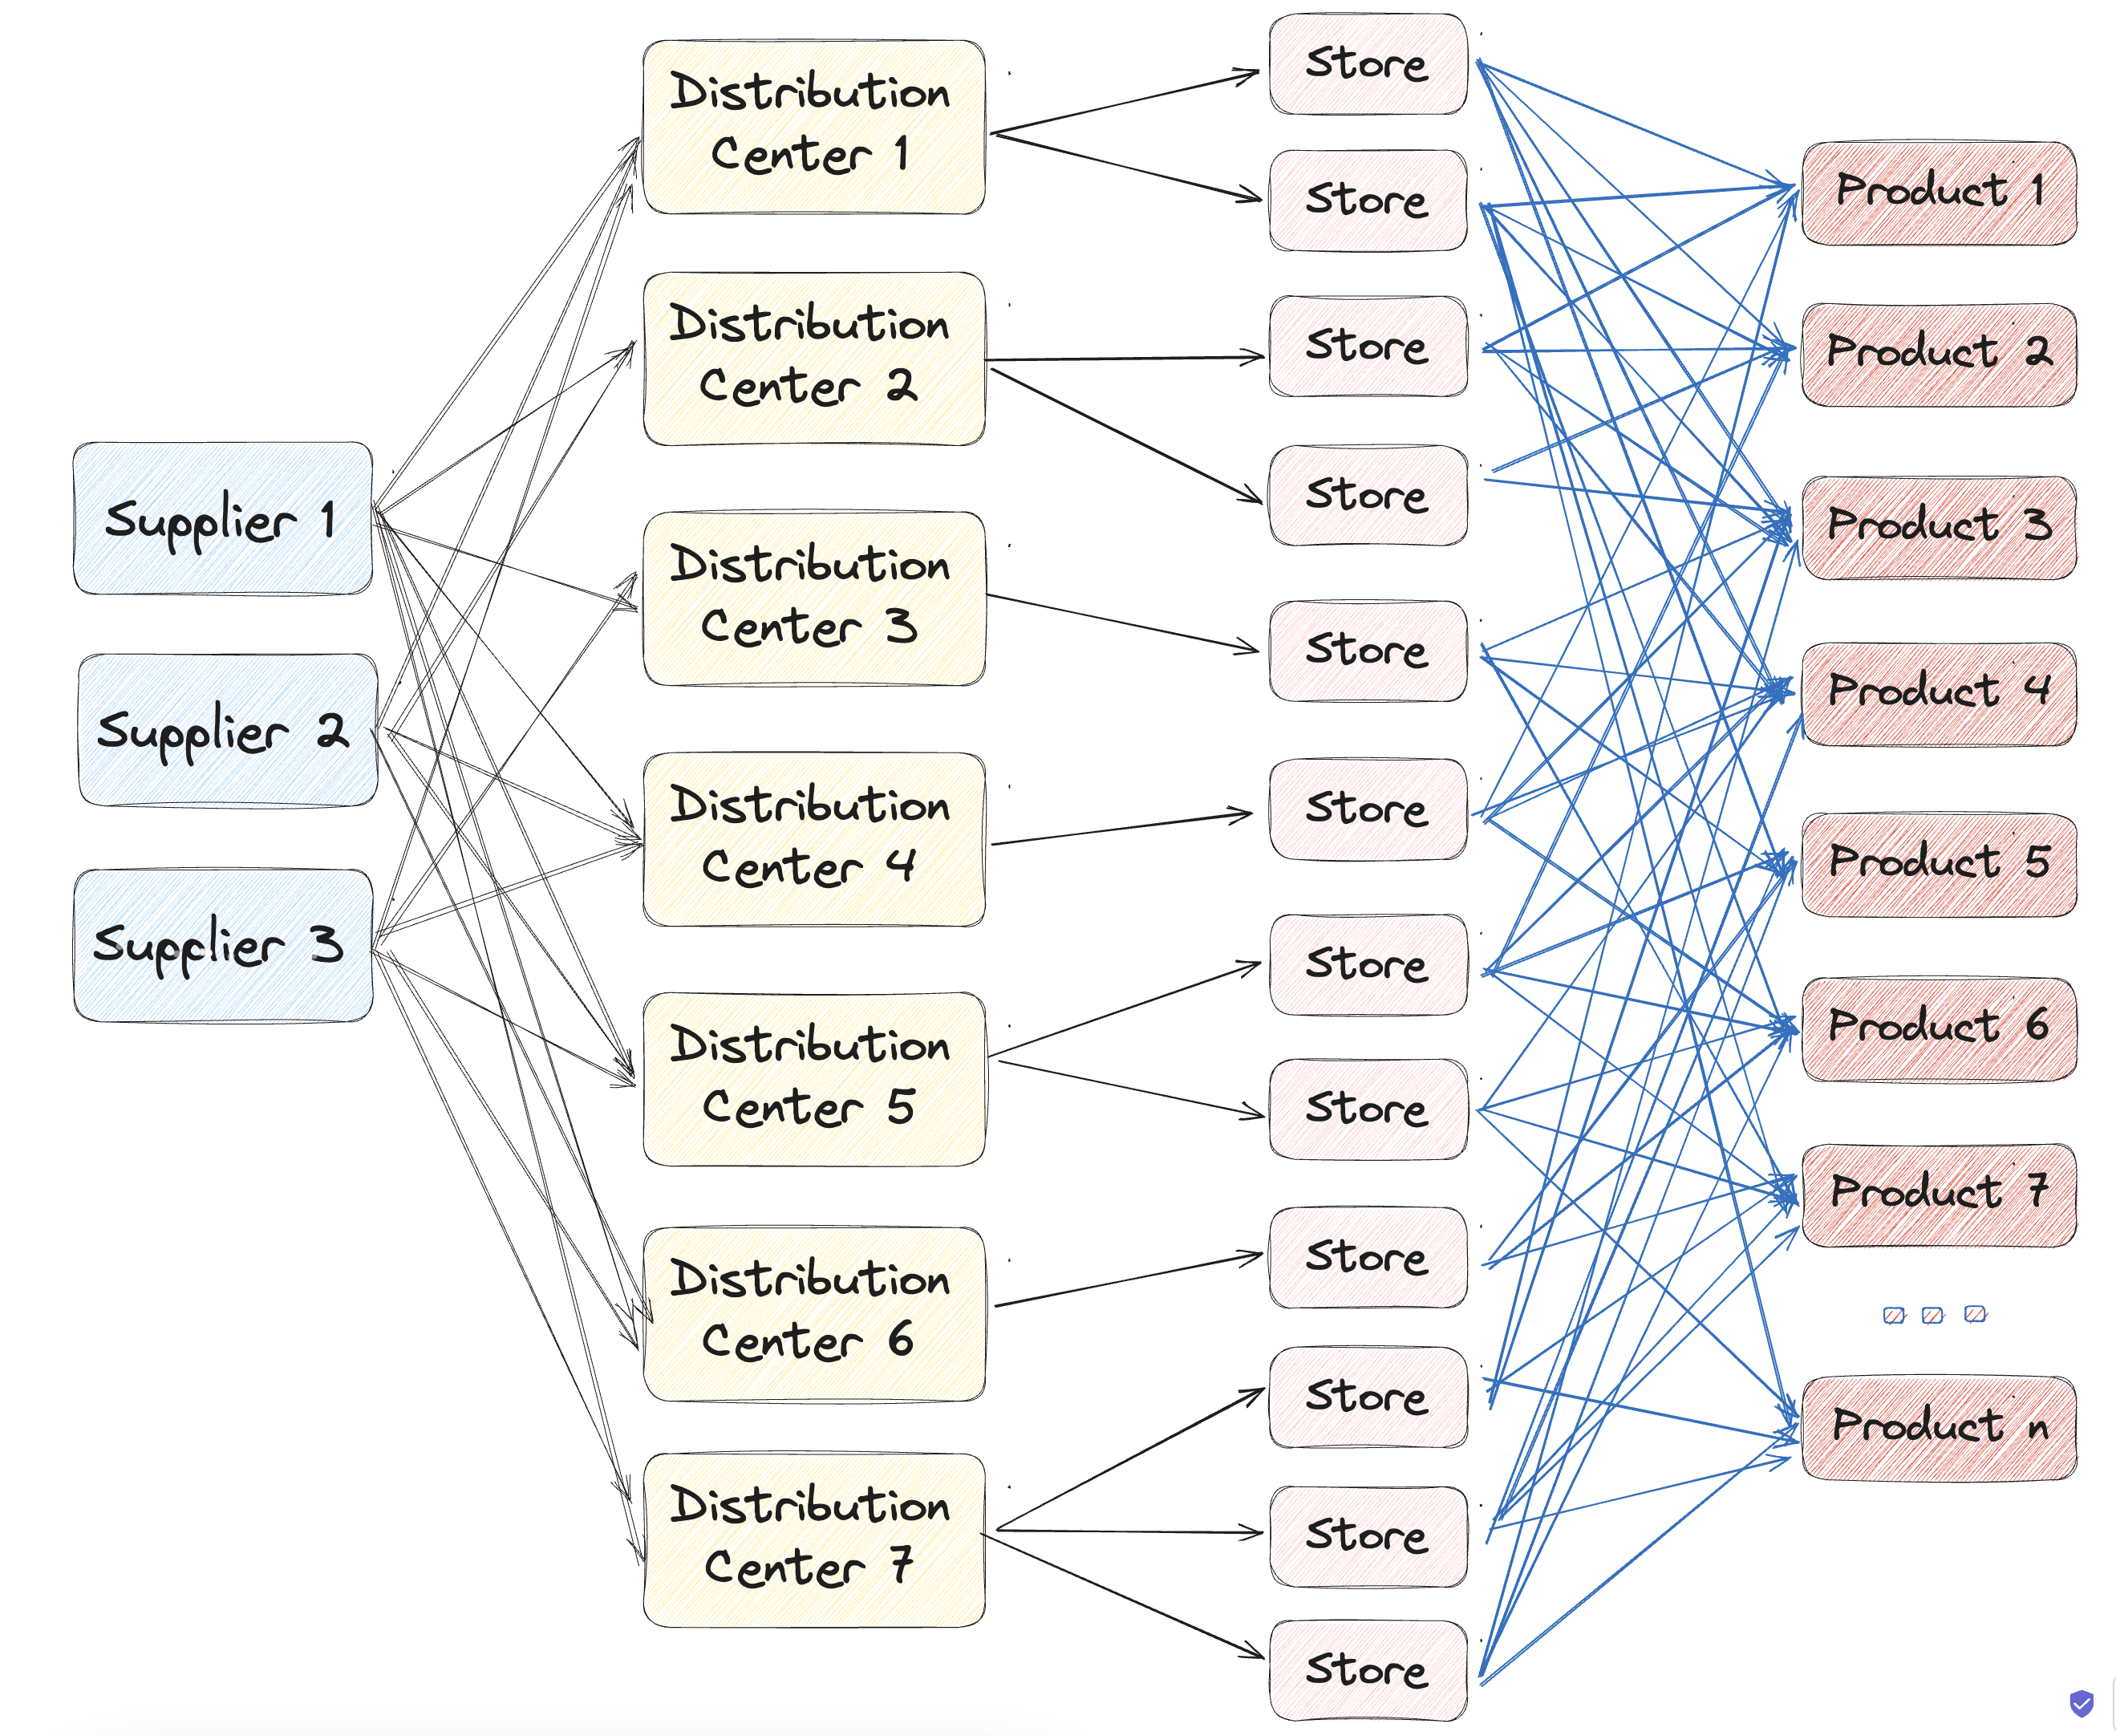 Supplier 1
Supplier 2
Supplier 3
Distribution
Center 1
Distribution
Center 2
Distribution
Center 3
Distribution
Center 4
Distribution
Center 5
Distribution
Center 6
Distribution
Center 7
Store
Store
Store
Store
Store
Store
Store
Store
Store
Store
Store
Store
Product 1
Product 2
Product 3
Product 4
Product 5
Product 6
Product 7
Product n